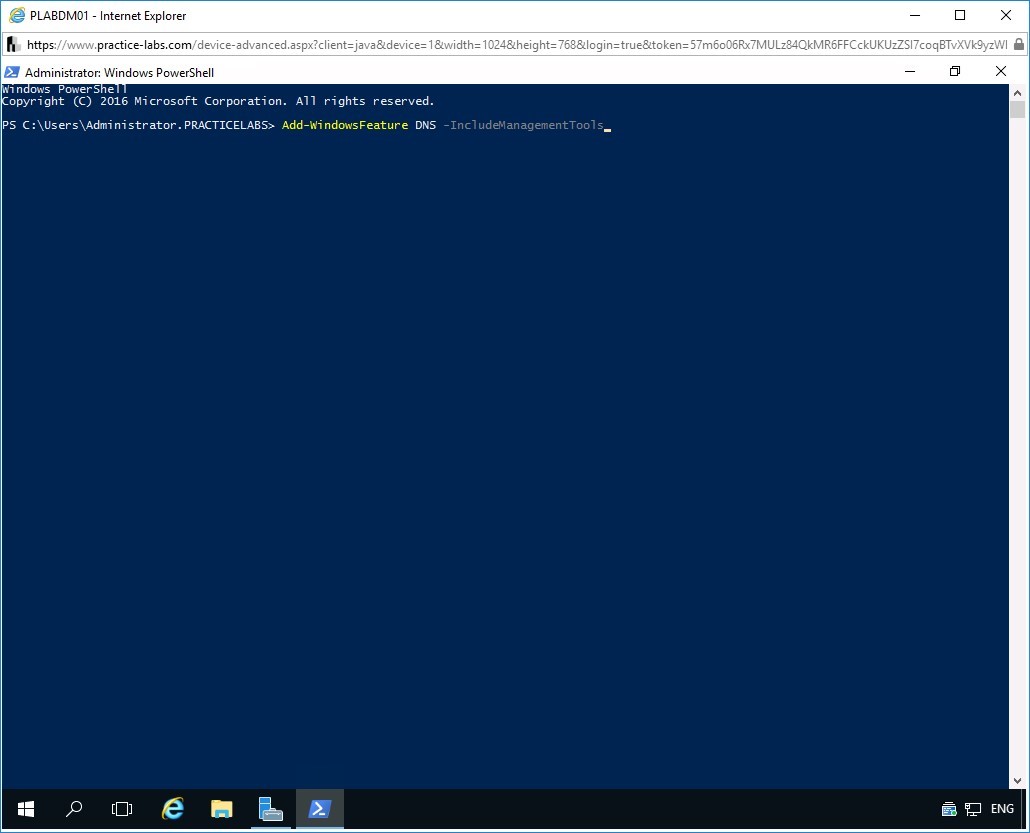 PLABDM01 - Internet Explorer
https://www.practice-labs.com/device-advanced.aspx?client=java&device=1&width=1024&height=768&login=true&token=57m6o06Rx7MULz84QkMR6FFCckUKUzZSI7coqBTvXVk9yzWI
Administrator: Windows PowerShell
Windows PowerShell
Copyright (C) 2016 Microsoft Corporation. All rights reserved.
PS C:\Users\Administrator.PRACTICELABS> Add-WindowsFeature DNS -IncludeManagementTools
ENG